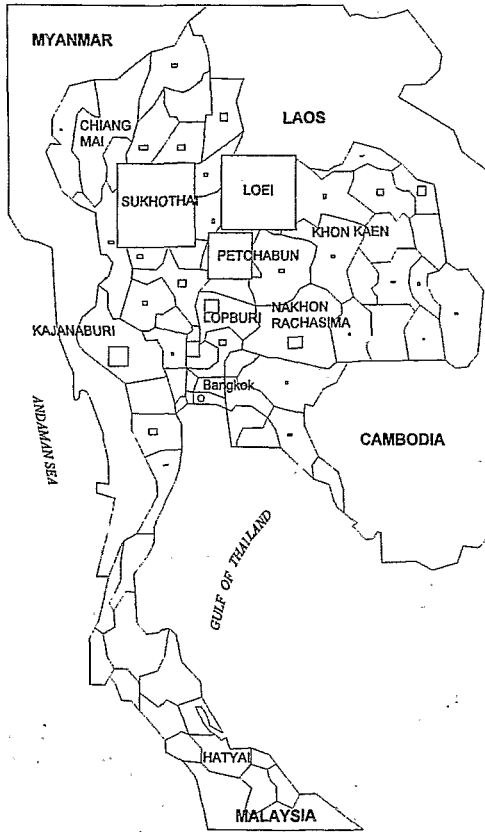 MYANMAR
LAOS
CHIANG
MAI
SUKHOTHAI
LOEI
KHON KAEN
PETCHABUN
LOPBURI
NAKHON
RACHASIMA
KAJANABURI
Bangkok
ANDAMAN SEA
CAMBODIA
GULF OF THAILAND
HATYAI
MALAYSIA